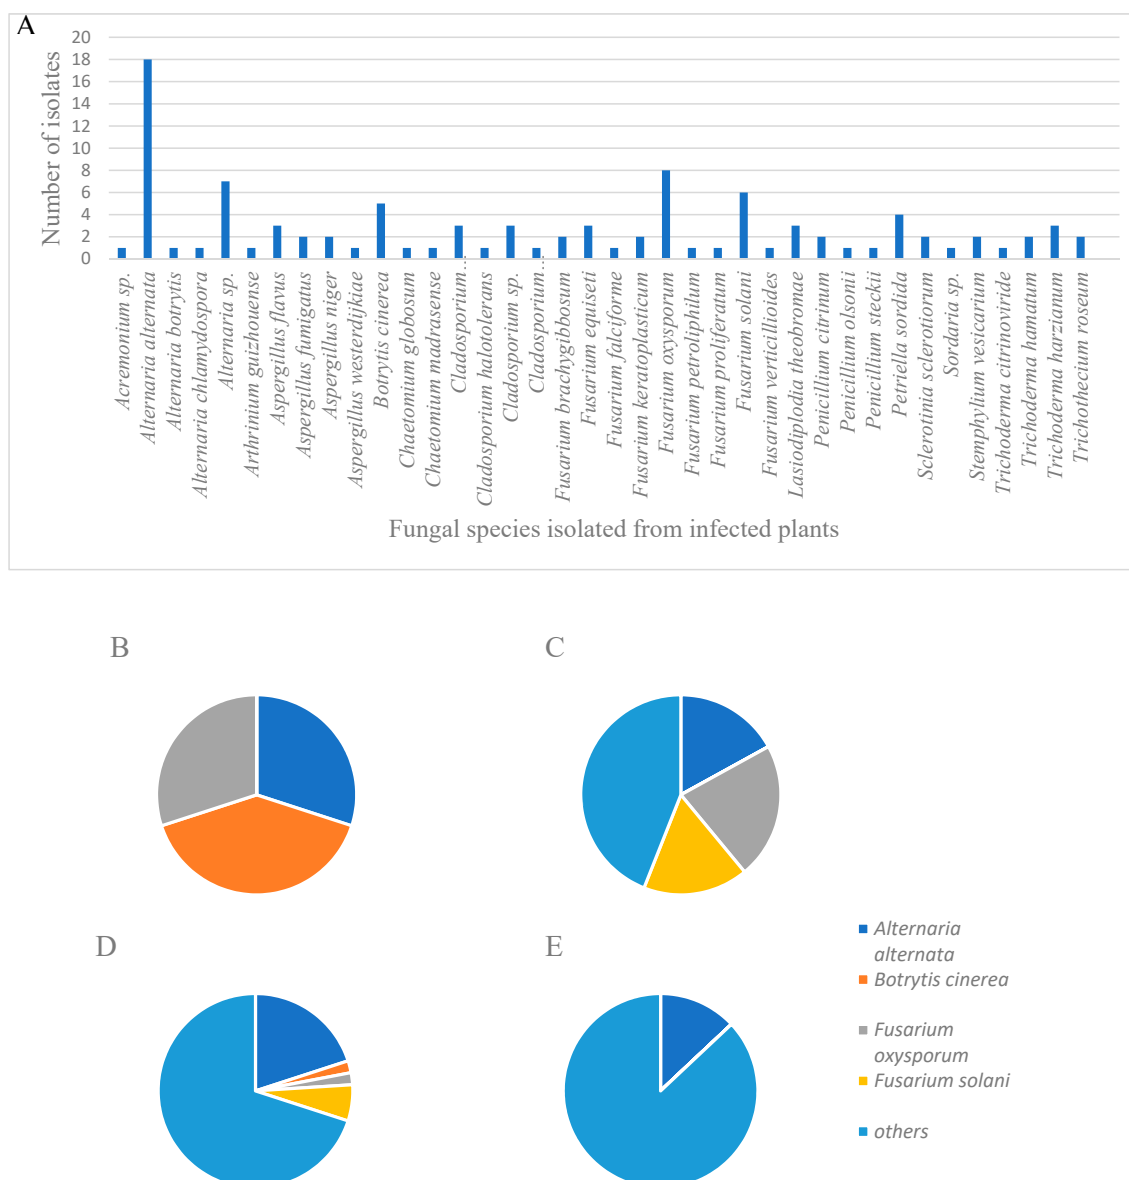 A
20
18
16
14
12
10
8
6
4
2
0
Number of isolates
Acremonium sp.
Alternaria alternata
Alternaria botrytis
Alternaria chlamydospora
Alternaria sp.
Arthrinium guizhouense
Aspergillus flavus
Aspergillus fumigatus
Aspergillus niger
Aspergillus westerdijkiae
Botrytis cinerea
Chaetomium globosum
Chaetomium madrasense
Cladosporium…
Cladosporium halotolerans
Cladosporium sp.
Cladosporium…
Fusarium brachygibbosum
Fusarium equiseti
Fusarium falciforme
Fusarium keratoplasticum
Fusarium oxysporum
Fusarium petroliphilum
Fusarium proliferatum
Fusarium solani
Fusarium verticillioides
Lasiodiplodia theobromae
Penicillium citrinum
Penicillium olsonii
Penicillium steckii
Petriella sordida
Sclerotinia sclerotiorum
Sordaria sp.
Stemphylium vesicarium
Trichoderma citrinoviride
Trichoderma hamatum
Trichoderma harzianum
Trichothecium roseum
Fungal species isolated from infected plants
B
C
D
E
Alternaria
alternata
Botrytis cinerea
Fusarium
oxysporum
Fusarium solani
others